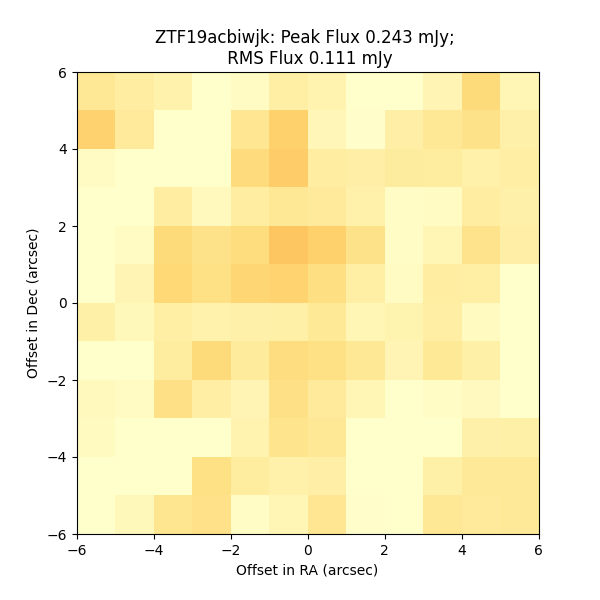 ZTF19acbiwjk: Peak Flux 0.243 mJy;
RMS Flux 0.111 mJy
6
4
2
0
−2
−4
−6
Offset in Dec (arcsec)
−6 −4 −2 0 2 4 6
Offset in RA (arcsec)